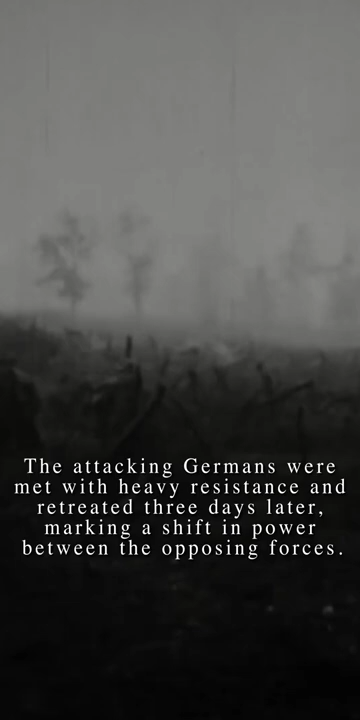 The attacking Germans were
met with heavy resistance and
retreated three days later,
marking a shift in power
between the opposing forces.